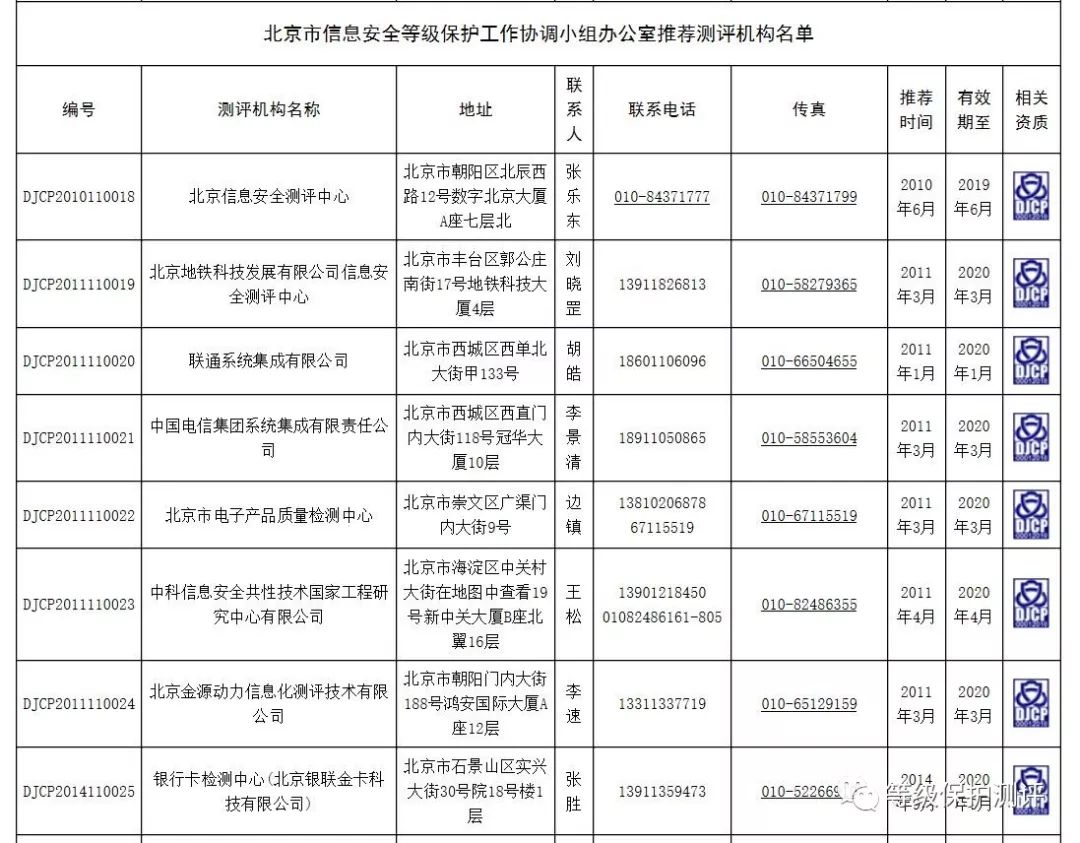 北京市信息安全等级保护工作协调小组办公室推荐测评机构名单
编号 测评机构名称 地址 联系人 联系电话 传真 推荐时间 有效期至 相关资质
DJCP2010110018 北京信息安全测评中心 北京市朝阳区北辰西路12号数字北京大厦A座七层北 张乐东 010-84371777 010-84371799 2010年6月 2019年6月 DJCP
DJCP2011110019 北京地铁科技发展有限公司信息安全测评中心 北京市丰台区郭公庄南街17号地铁科技大厦4层 刘晓罡 13911826813 010-58279365 2011年3月 2020年3月 DJCP
DJCP2011110020 联通系统集成有限公司 北京市西城区西单北大街甲133号 胡皓 18601106096 010-66504655 2011年1月 2020年1月 DJCP
DJCP2011110021 中国电信集团系统集成有限责任公司 北京市西城区西直门内大街118号冠华大厦10层 李景清 18911050865 010-58553604 2011年3月 2020年3月 DJCP
DJCP2011110022 北京市电子产品质量检测中心 北京市崇文区广渠门内大街9号 边镇 13810206878 67115519 010-67115519 2011年3月 2020年3月 DJCP
DJCP2011110023 中科信息安全共性技术国家工程研究中心有限公司 北京市海淀区中关村大街在地图中查看19号新中关大厦B座北翼16层 王松 13901218450 01082486161-805 010-82486355 2011年4月 2020年4月 DJCP
DJCP2011110024 北京金源动力信息化测评技术有限公司 北京市朝阳门内大街188号鸿安国际大厦A座12层 李速 13311337719 010-65129159 2011年3月 2020年3月 DJCP
DJCP2014110025 银行卡检测中心(北京银联金卡科技有限公司) 北京市石景山区实兴大街30号院18号楼1层 张胜 13911359473 010-522669 2014 2020 DJCP
等级保护测评